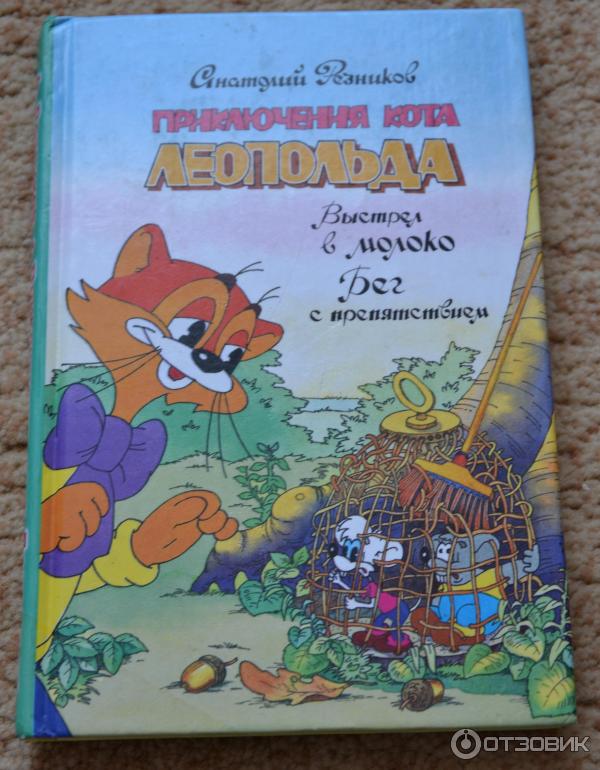 Анатолий Резников
ПРИКЛЮЧЕНИЯ КОТА
ЛЕОПОЛЬДА
Выстрел
в молоко
Бег
с препятствием
ОТЗОВИК